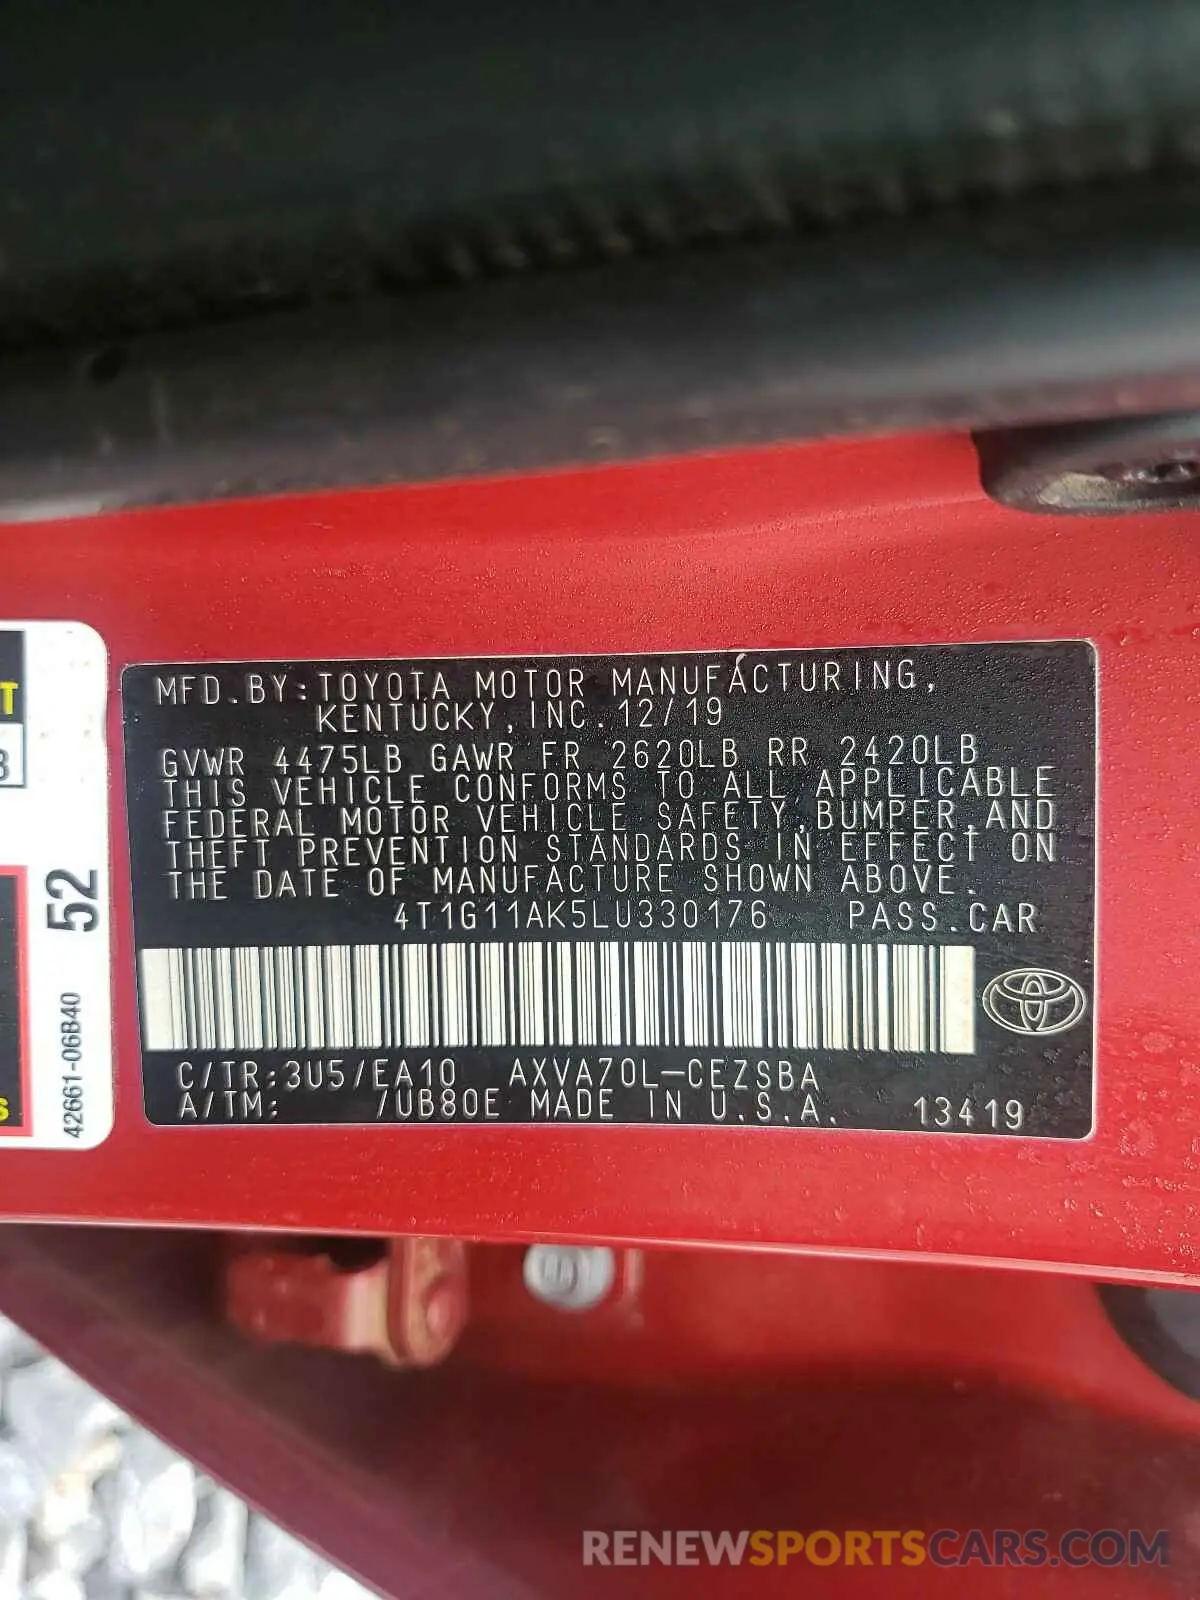 MFD.BY:TOYOTA MOTOR MANUFACTURING,
KENTUCKY,INC.12/19
GVWR 4475LB GAWR FR 2620LB RR 2420LB
THIS VEHICLE CONFORMS TO ALL APPLICABLE
FEDERAL MOTOR VEHICLE SAFETY,BUMPER,AND
THEFT PREVENTION STANDARDS IN EFFECT ON
THE DATE OF MANUFACTURE SHOWN ABOVE.
4T1G11AK5LU330176 PASS.CAR
C/TR:3U5/EA10 AXVA70L-CEZSBA
A/TM: /UB80E MADE IN U.S.A. 13419
52
42661-06B40
T
3
S
RENEWSPORTSCARS.COM